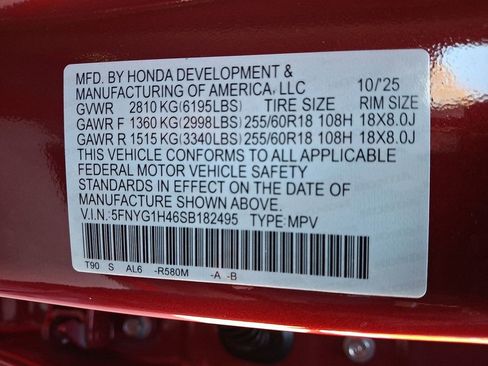 MFD. BY HONDA DEVELOPMENT &
MANUFACTURING OF AMERICA, LLC 10/'25
GVWR 2810 KG(6195LBS) TIRE SIZE RIM SIZE
GAWR F 1360 KG(2998LBS) 255/60R18 108H 18X8.0J
GAWR R 1515 KG(3340LBS) 255/60R18 108H 18X8.0J
THIS VEHICLE CONFORMS TO ALL APPLICABLE
FEDERAL MOTOR VEHICLE SAFETY
STANDARDS IN EFFECT ON THE DATE OF
MANUFACTURE SHOWN ABOVE.
V.I.N.:5FNYG1H46SB182495 TYPE:MPV
T90 S AL6 -R580M -A -B